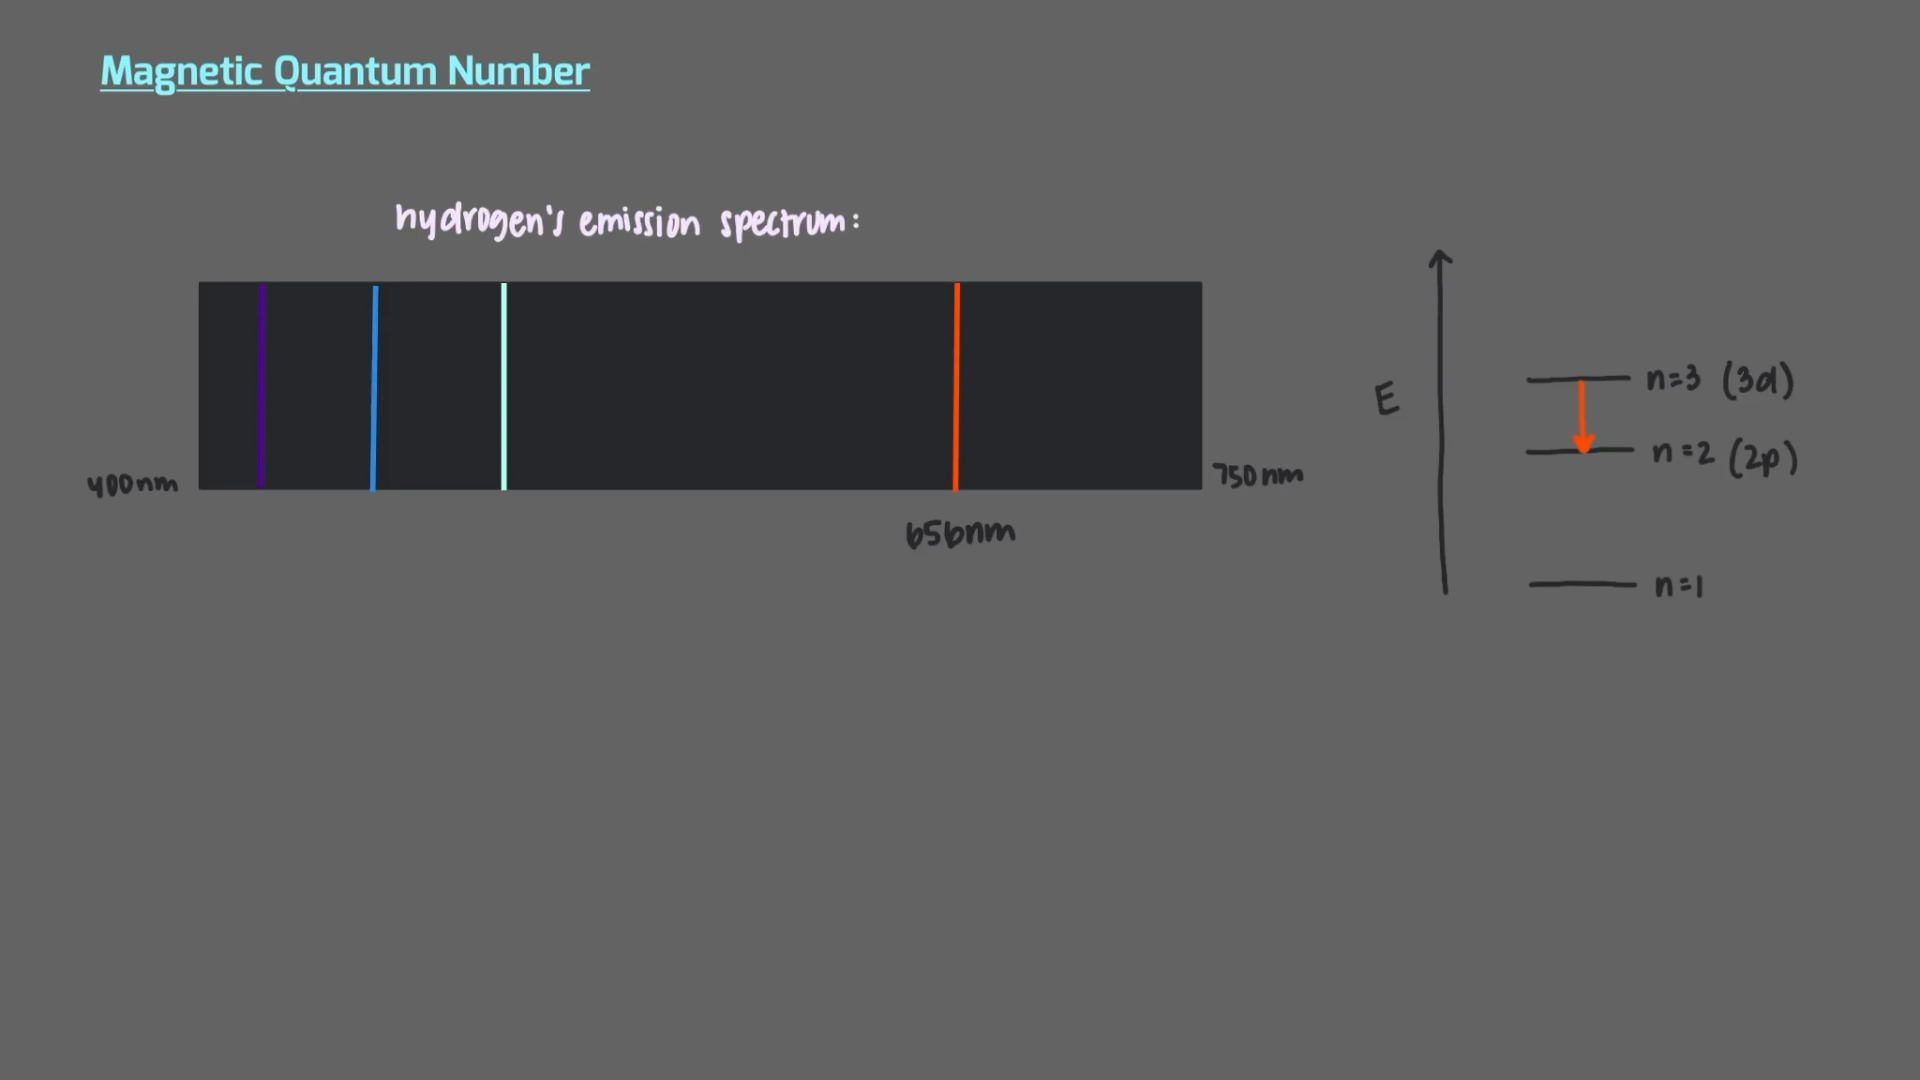 Magnetic Quantum Number
hydrogen's emission spectrum:
400nm
750nm
656nm
E
n=3 (3d)
n=2 (2p)
n=1